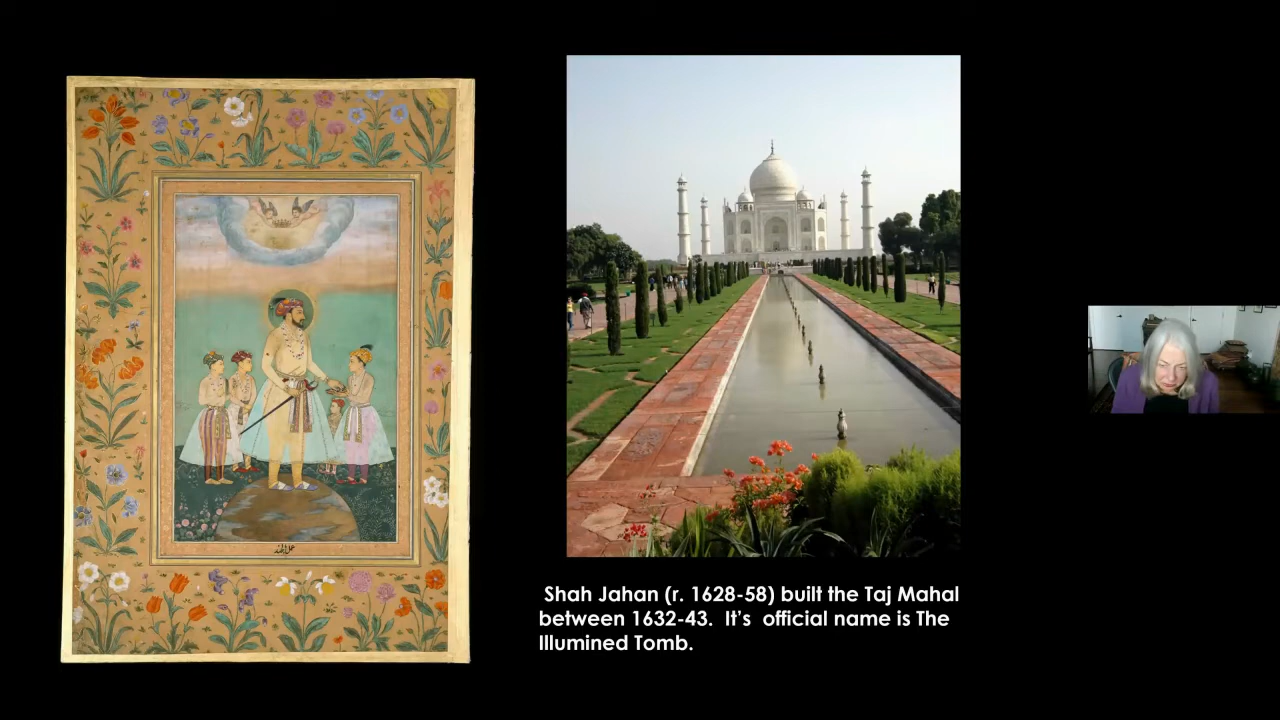 Shah Jahan (r. 1628-58) built the Taj Mahal
between 1632-43.  It’s  official name is The
Illumined Tomb.